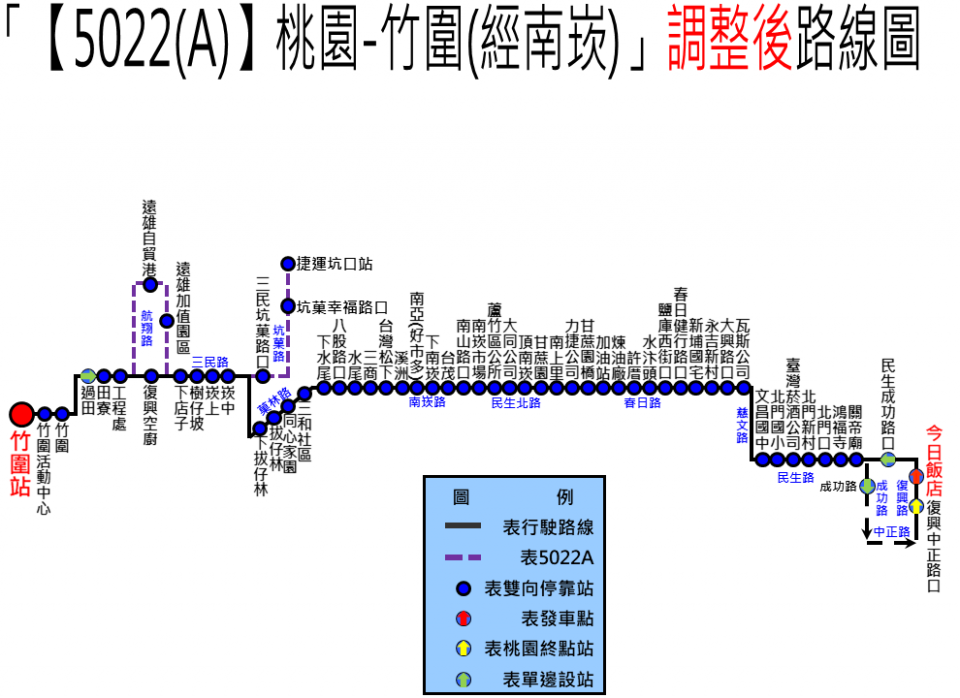 「【5022(A)】桃園-竹圍(經南崁)」調整後路線圖
遠雄自貿港
遠雄加值園區
航翔路
三民路
三民坑菓路口
坑菓路
捷運坑口站
坑菓幸福路口
竹圍站
竹圍活動中心
竹圍
過田
田寮
工程處
復興空廚
下店子
樹仔坡
崁上
崁中
菓林路
下拔仔林
拔仔林
同心家園
三和社區
下水尾
八股路口
水尾
三商
台灣松下
溪洲
南亞(好市多)
下南崁
台茂
南山路口
南崁市場
蘆竹區公所
大同公司
頂南崁
甘蔗園
南上里
力捷公司
甘蔗園橋
加油站
煉油廠
許厝
水汴頭
鹽庫西街口
春日健行路口
新埔國宅
永吉新村
大興路口
瓦斯公司
南崁路
民生北路
春日路
慈文路
文昌國中
北門國小
臺灣菸酒公司
北門新村
北門口
鴻福寺
關帝廟
民生路
民生成功路口
成功路
成功路
復興路
中正路
今日飯店
復興中正路口
圖 例
表行駛路線
表5022A
表雙向停靠站
表發車點
表桃園終點站
表單邊設站